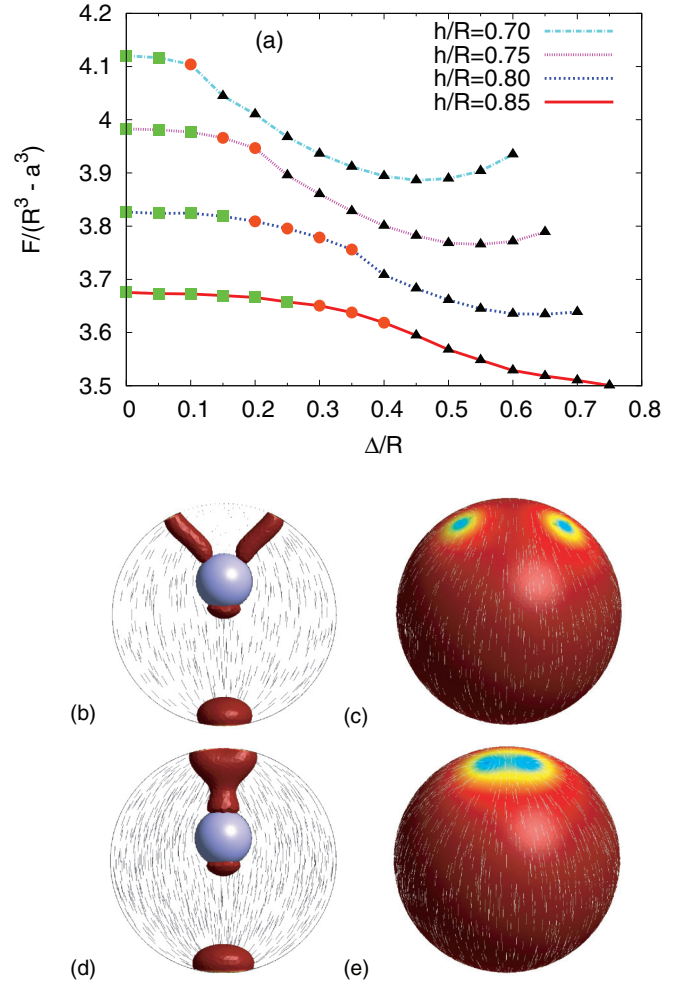 (a)
h/R=0.70
h/R=0.75
h/R=0.80
h/R=0.85
4.2
4.1
4
3.9
3.8
3.7
3.6
3.5
F/(R³ - a³)
0 0.1 0.2 0.3 0.4 0.5 0.6 0.7 0.8
Δ/R
(b) (c)
(d) (e)